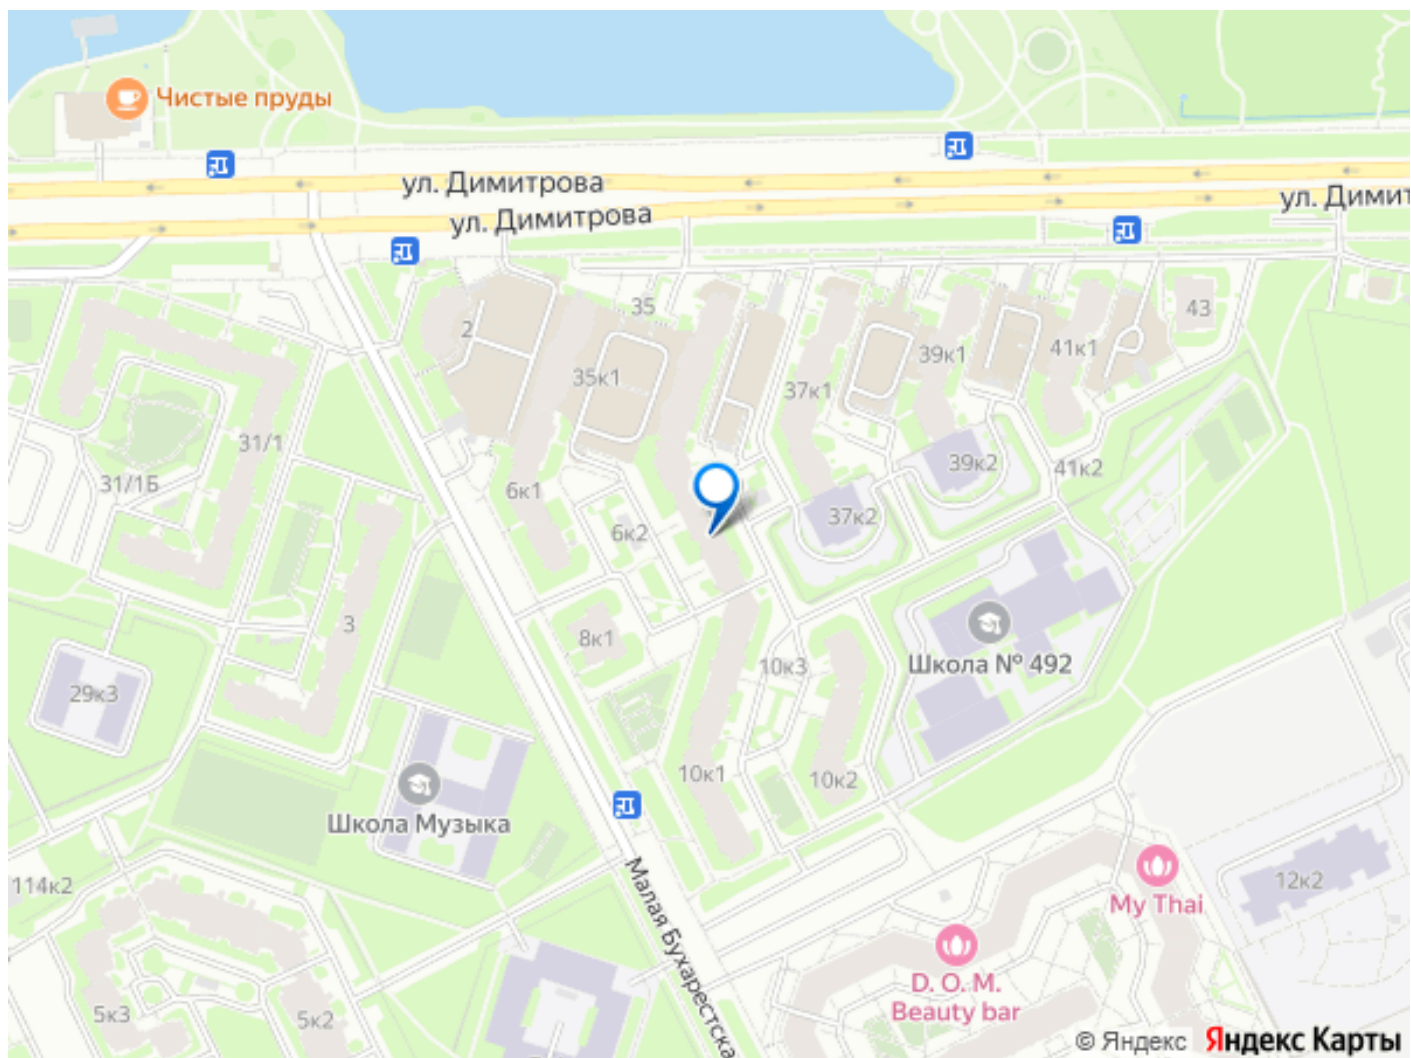 Чистые пруды
ул. Димитрова
ул. Димитрова
ул. Димит
35
2
43
39к1
41к1
35к1
37к1
31/1
31/1Б
39к2
41к2
6к1
37к2
6к2
3
8к1
Школа № 492
10к3
29к3
10к1
10к2
Школа Музыка
Малая Бухарестска
114к2
12к2
My Thai
D. O. M.
Beauty bar
5к3
5к2
© Яндекс Яндекс Карты